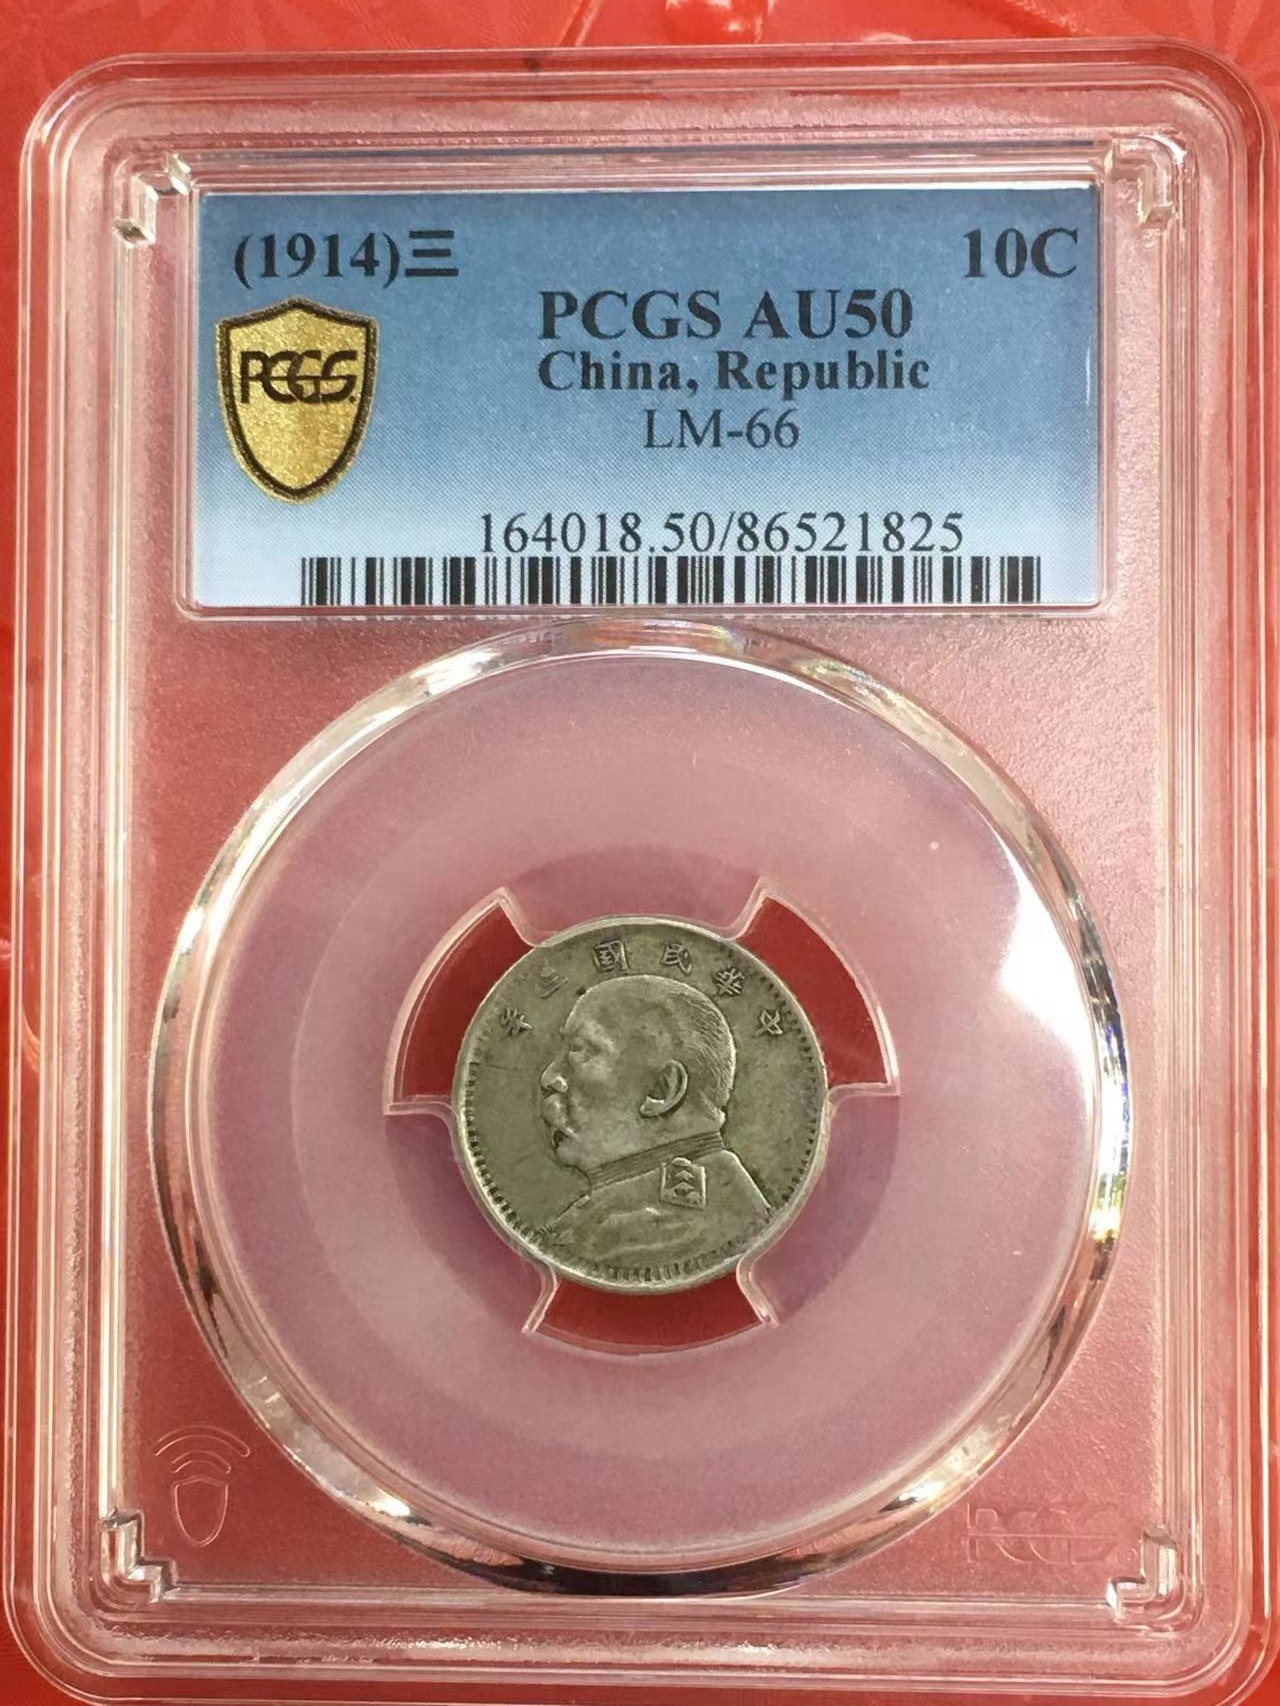 (1914)三 10C
PCGS AU50
China, Republic
PCGS
LM-66
164018.50/86521825
中華民國三年
PCGS